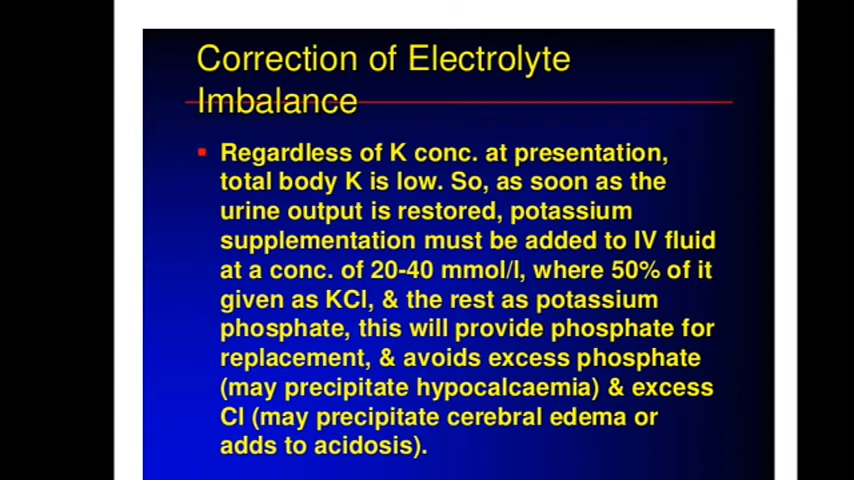 Correction of Electrolyte
Imbalance
Regardless of K conc. at presentation,
total body K is low. So, as soon as the
urine output is restored, potassium
supplementation must be added to IV fluid
at a conc. of 20-40 mmol/l, where 50% of it
given as KCl, & the rest as potassium
phosphate, this will provide phosphate for
replacement, & avoids excess phosphate
(may precipitate hypocalcaemia) & excess
Cl (may precipitate cerebral edema or
adds to acidosis).